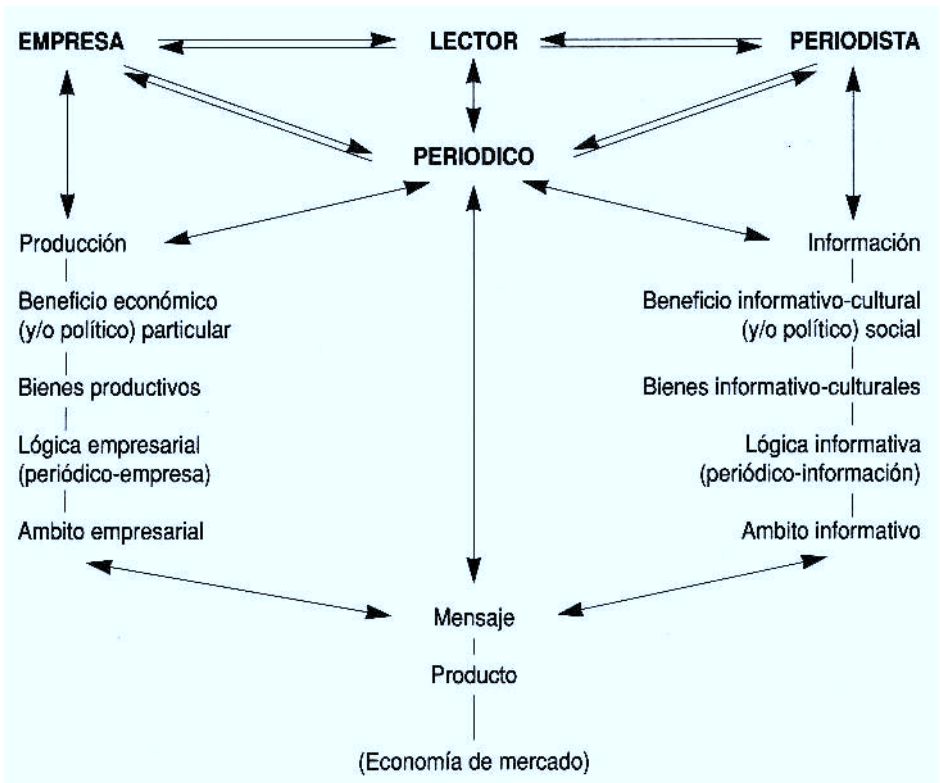 EMPRESA
LECTOR
PERIODISTA
PERIODICO
Producción
Información
Beneficio económico
(y/o político) particular
Beneficio informativo-cultural
(y/o político) social
Bienes productivos
Bienes informativo-culturales
Lógica empresarial
(periódico-empresa)
Lógica informativa
(periódico-información)
Ambito empresarial
Ambito informativo
Mensaje
Producto
(Economía de mercado)